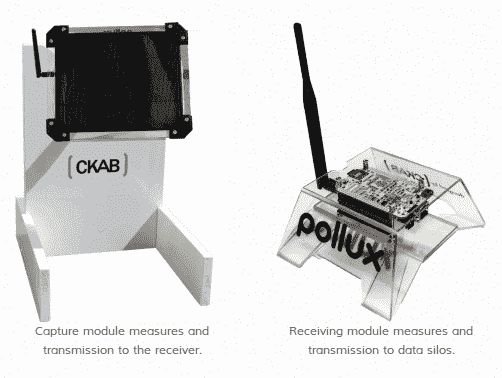 [CKAB]
pollux
Capture module measures and
transmission to the receiver.
Receiving module measures and
transmission to data silos.